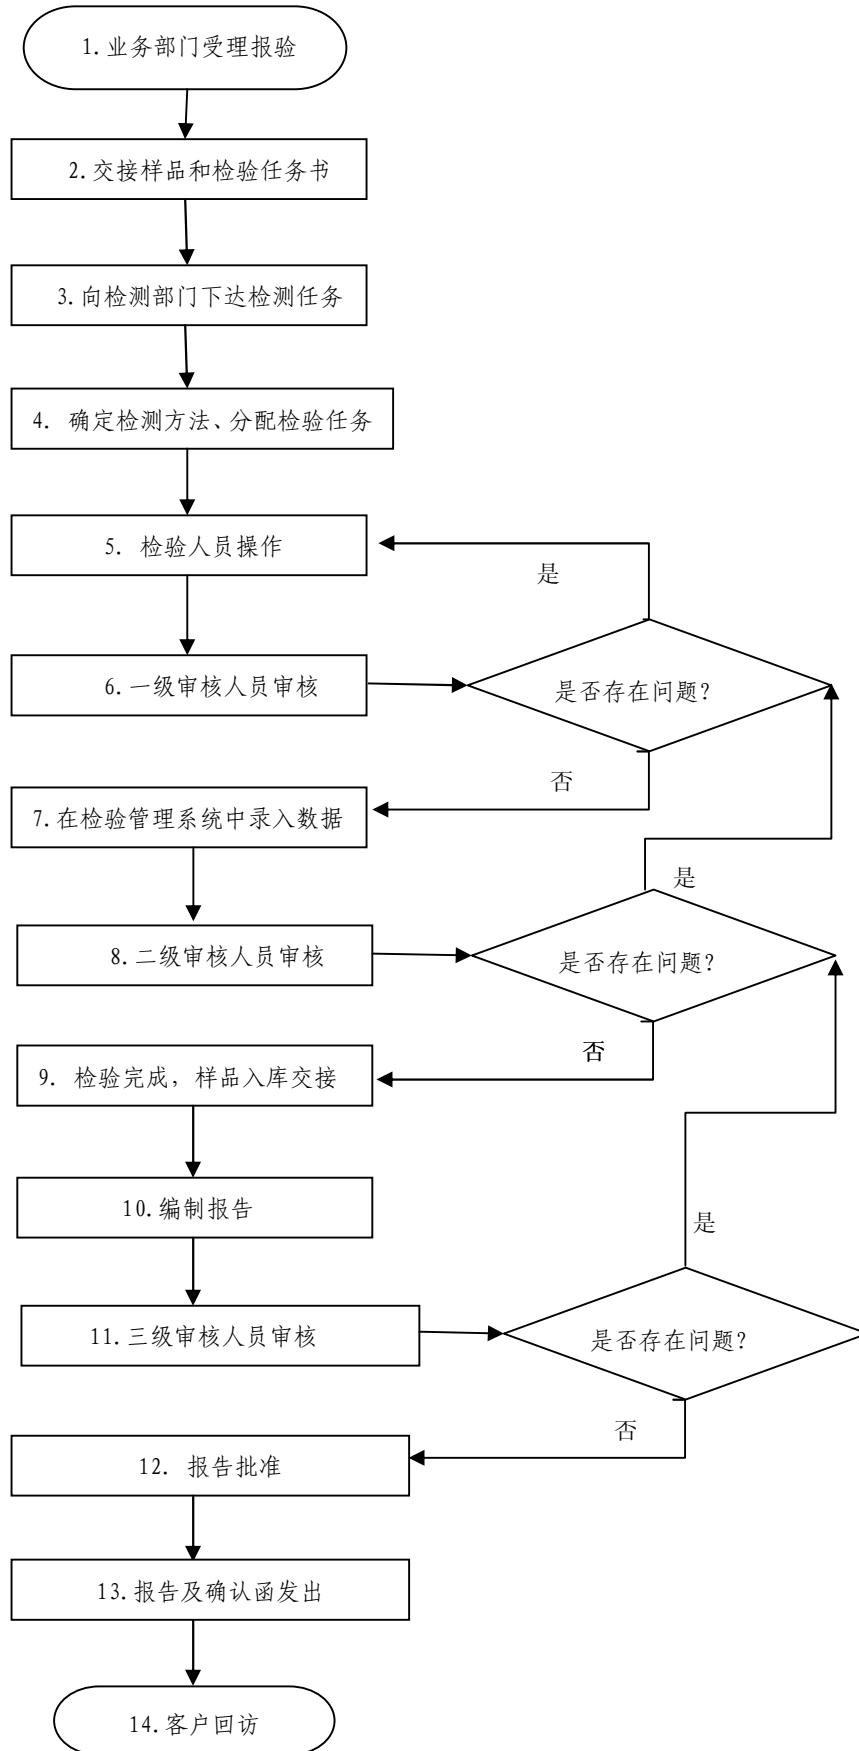 1.业务部门受理报验
2.交接样品和检验任务书
3.向检测部门下达检测任务
4. 确定检测方法、分配检验任务
5. 检验人员操作
是
6.一级审核人员审核
是否存在问题?
否
7.在检验管理系统中录入数据
是
8.二级审核人员审核
是否存在问题?
否
9. 检验完成，样品入库交接
10.编制报告
是
11.三级审核人员审核
是否存在问题?
否
12. 报告批准
13.报告及确认函发出
14.客户回访